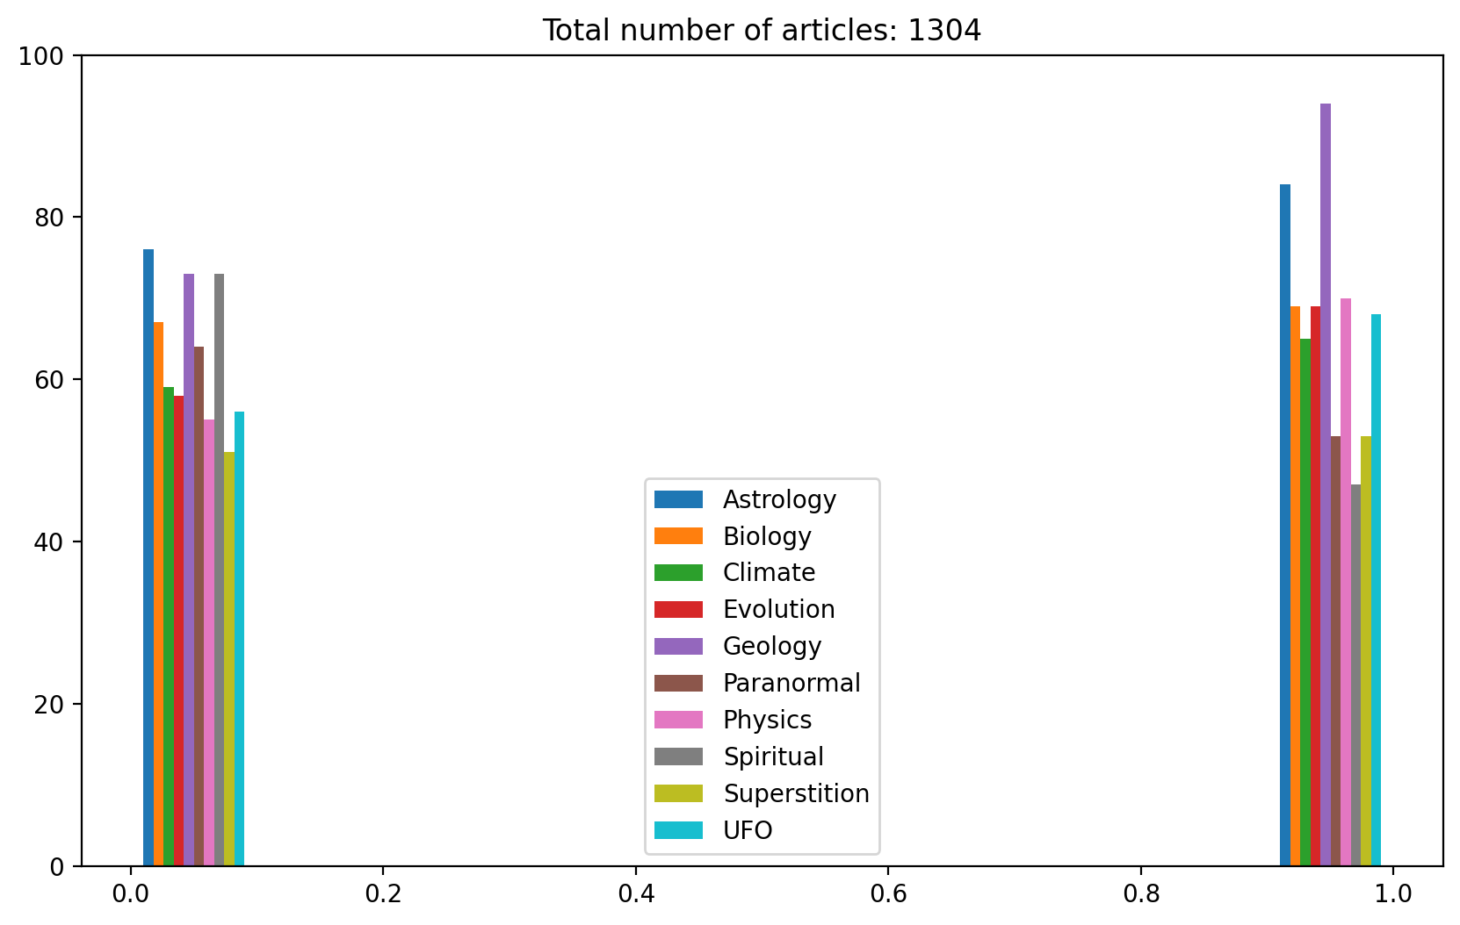 Total number of articles: 1304
100
80
60
40
20
0
0.0 0.2 0.4 0.6 0.8 1.0
Astrology
Biology
Climate
Evolution
Geology
Paranormal
Physics
Spiritual
Superstition
UFO